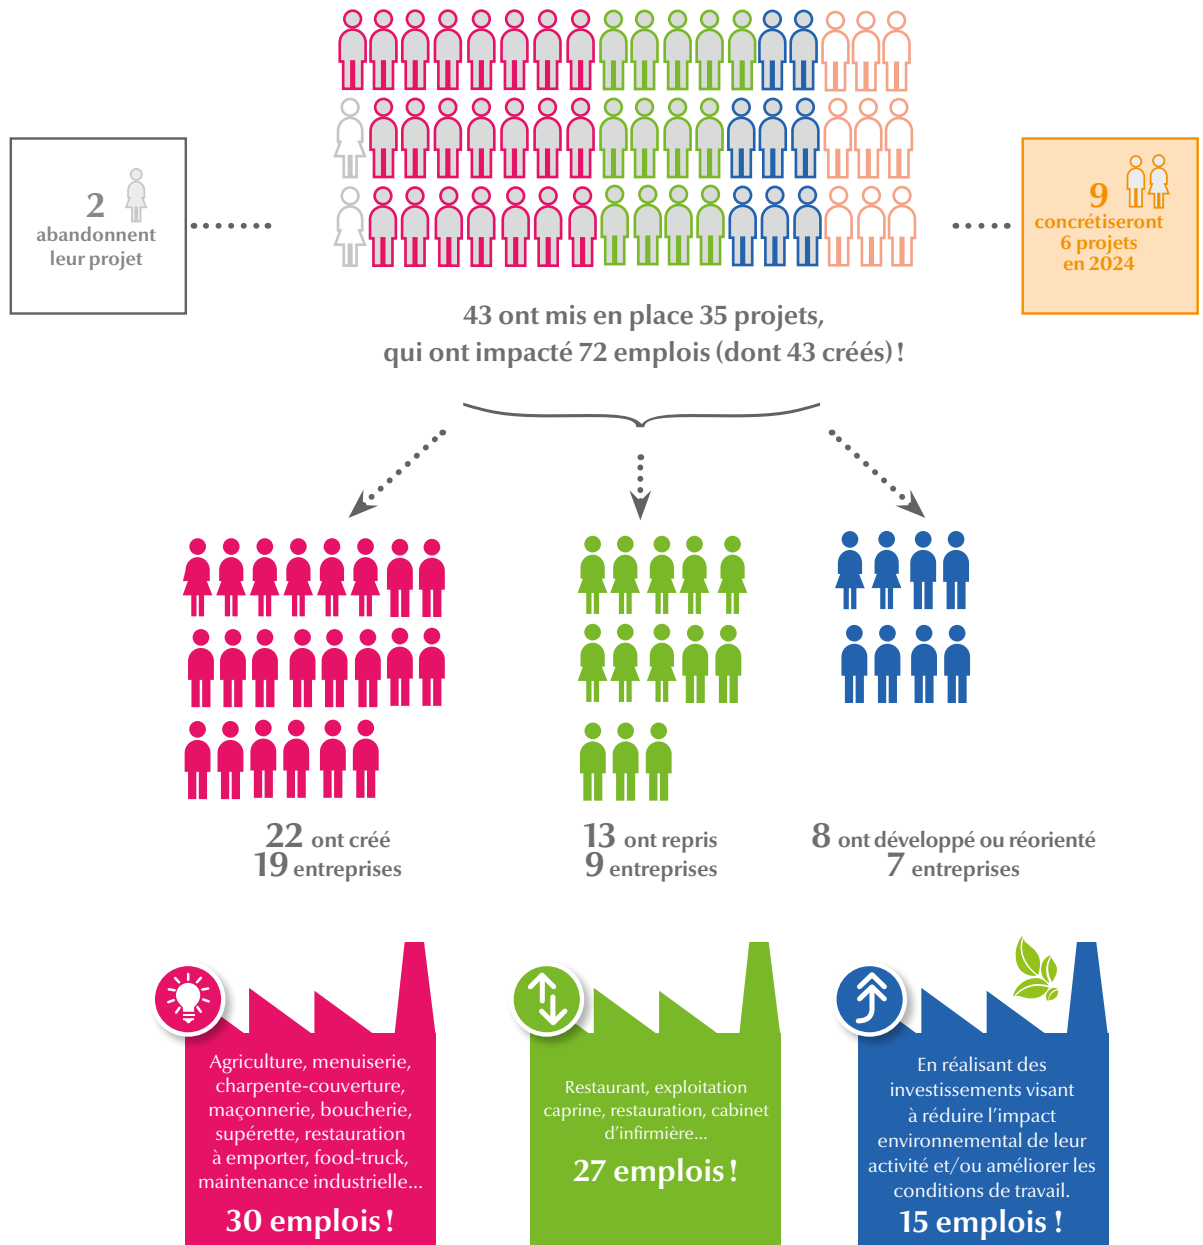 2
abandonnent
leur projet
9
concrétiseront
6 projets
en 2024
43 ont mis en place 35 projets,
qui ont impacté 72 emplois (dont 43 créés) !
22 ont créé
19 entreprises
13 ont repris
9 entreprises
8 ont développé ou réorienté
7 entreprises
Agriculture, menuiserie,
charpente-couverture,
maçonnerie, boucherie,
supérette, restauration
à emporter, food-truck,
maintenance industrielle...
30 emplois !
Restaurant, exploitation
caprine, restauration, cabinet
d'infirmière...
27 emplois !
En réalisant des
investissements visant
à réduire l'impact
environnemental de leur
activité et/ou améliorer les
conditions de travail.
15 emplois !